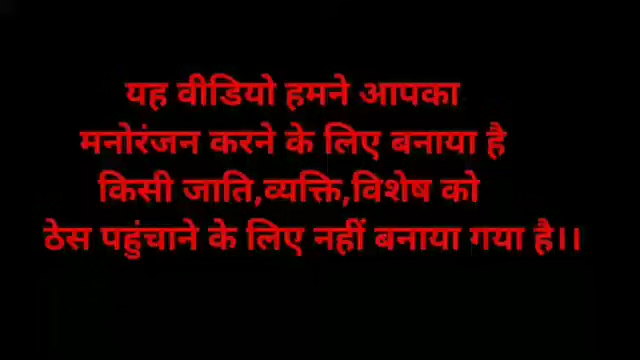 यह वीडियो हमने आपका
मनोरंजन करने के लिए बनाया है
किसी जाति,व्यक्ति,विशेष को
ठेस पहुंचाने के लिए नहीं बनाया गया है।।